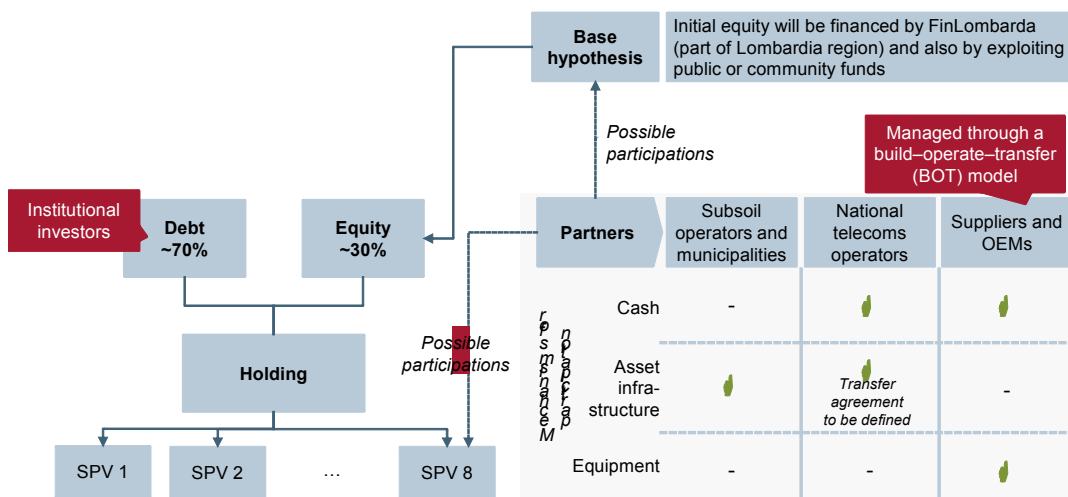 Base
hypothesis
Initial equity will be financed by FinLombarda
(part of Lombardia region) and also by exploiting
public or community funds
Possible
participations
Managed through a
build–operate–transfer
(BOT) model
Institutional
investors
Debt
~70%
Equity
~30%
Partners
Subsoil
operators and
municipalities
National
telecoms
operators
Suppliers and
OEMs
Cash
-
Possible
participations
Holding
Asset
infra-
structure
Transfer
agreement
to be defined
-
Equipment
-
-
SPV 1
SPV 2
...
SPV 8